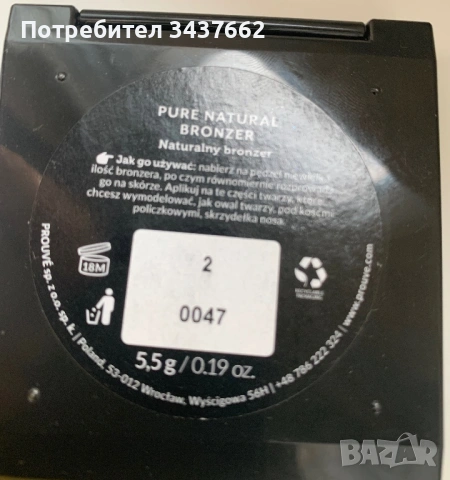 Потребител 3437662
PURE NATURAL
BRONZER
Naturalny bronzer
Jak go używać: nabierz na pędzel niewielką
ilość bronzera, po czym równomiernie rozprowadź
go na skórze. Aplikuj na te części twarzy, które
chcesz wymodelować, jak owal twarzy, pod kośćmi
policzkowymi, skrzydełka nosa.
18M
2
0047
RECYCLABLE
PACKAGING
5,5 g / 0.19 oz.
PROUVÉ sp. z o.o. sp. k. | Poland, 53-012 Wrocław, Wyścigowa 56H | +48 786 222 324 | www.prouve.com
BAZAR